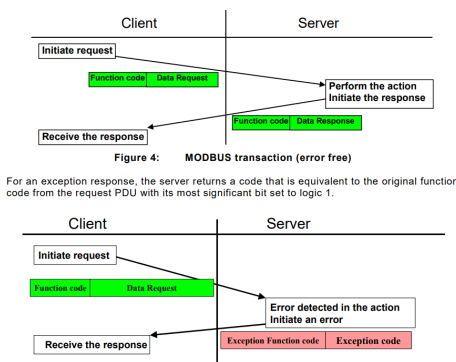 Client Server
Initiate request
Function code Data Request
Perform the action
Initiate the response
Function code Data Response
Receive the response
Figure 4: MODBUS transaction (error free)
For an exception response, the server returns a code that is equivalent to the original function
code from the request PDU with its most significant bit set to logic 1.
Client Server
Initiate request
Function code Data Request
Error detected in the action
Initiate an error
Exception Function code Exception code
Receive the response